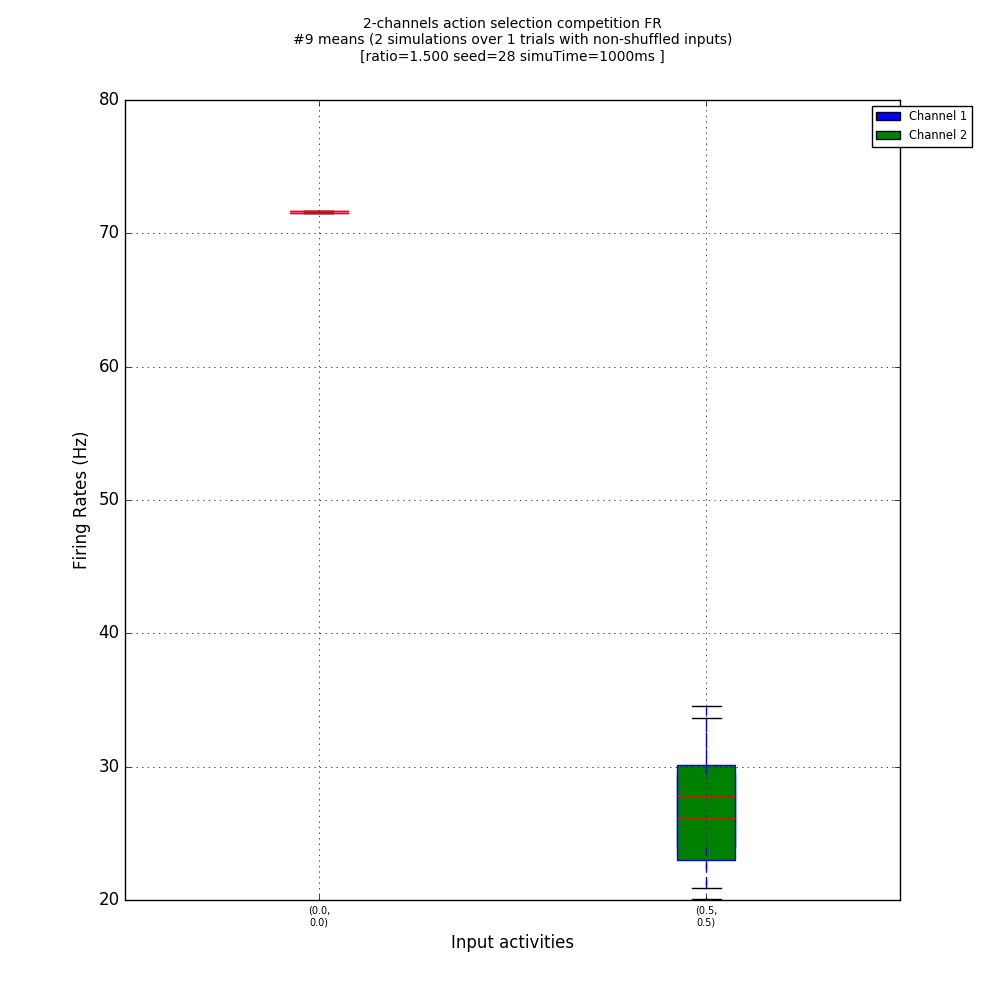 2-channels action selection competition FR
#9 means (2 simulations over 1 trials with non-shuffled inputs)
[ratio=1.500 seed=28 simuTime=1000ms ]
Channel 1
Channel 2
80
70
60
50
40
30
20
Firing Rates (Hz)
(0.0,
0.0)
(0.5,
0.5)
Input activities